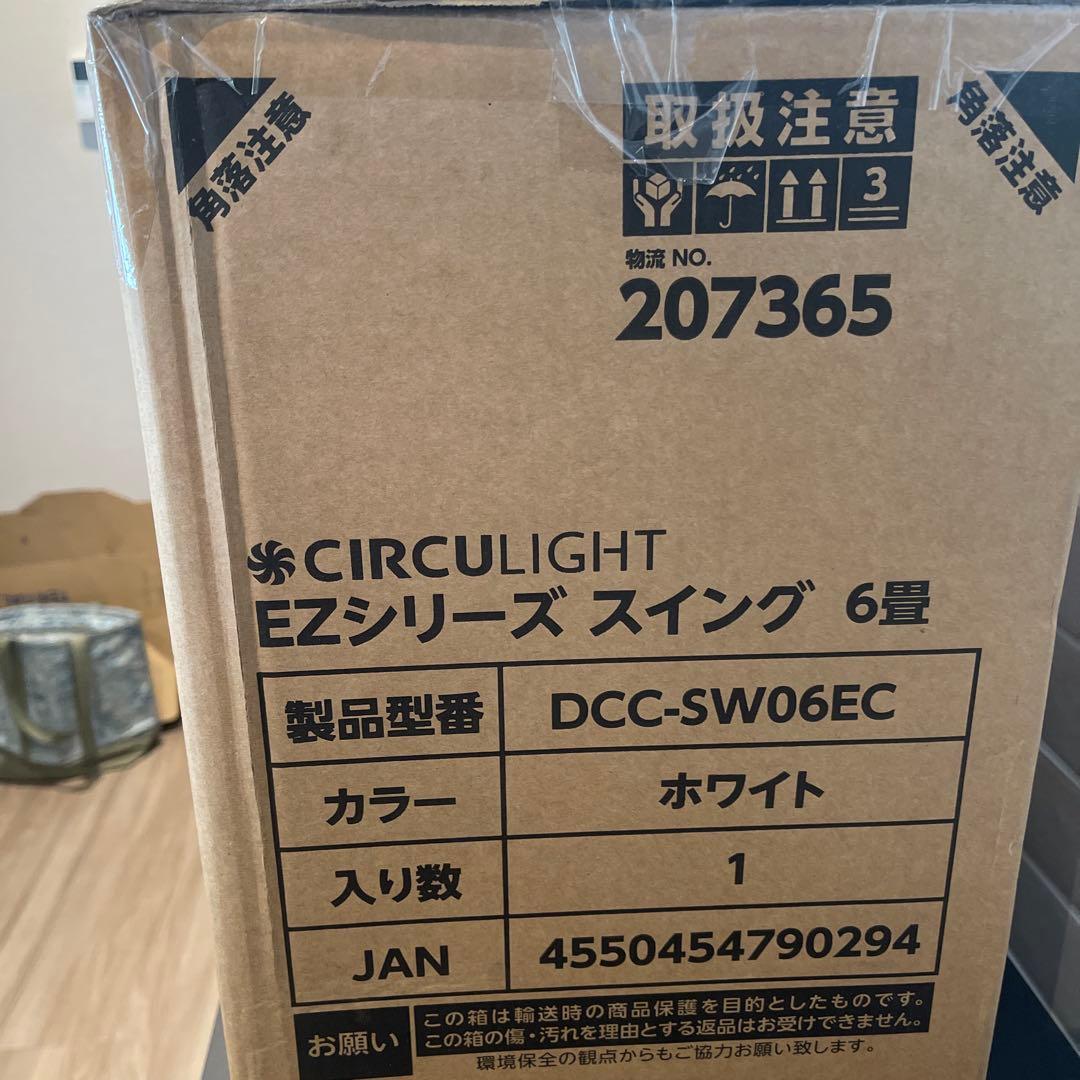 角落注意
取扱注意
角落注意
3
物流 NO.
207365
CIRCULIGHT
EZシリーズ スイング 6畳
製品型番 DCC-SW06EC
カラー ホワイト
入り数 1
JAN 4550454790294
お願い
この箱は輸送時の商品保護を目的としたものです。
この箱の傷・汚れを理由とする返品はお受けできません。
環境保全の観点からもご協力お願い致します。